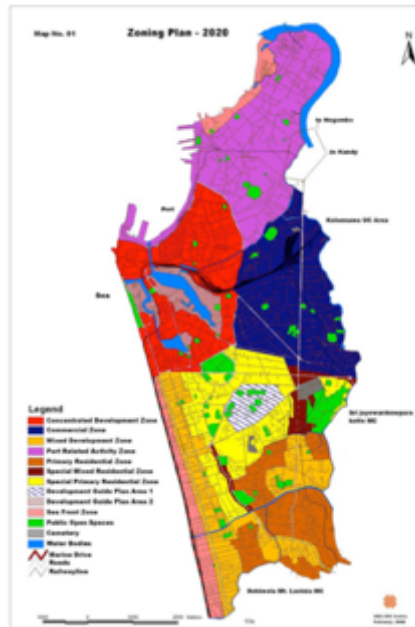 Map No. 01
Zoning Plan - 2020
N
to Negombo
to Kandy
Port
Kolonnawa UC Area
Sea
Sri Jayewardenepura
Kotte MC
Legend
Concentrated Development Zone
Commercial Zone
Mixed Development Zone
Port Related Activity Zone
Primary Residential Zone
Special Mixed Residential Zone
Special Primary Residential Zone
Development Guide Plan Area 1
Development Guide Plan Area 2
Sea Front Zone
Public Open Spaces
Cemetery
Water Bodies
Marine Drive
Roads
Railwayline
Dehiwala Mt. Lavinia MC